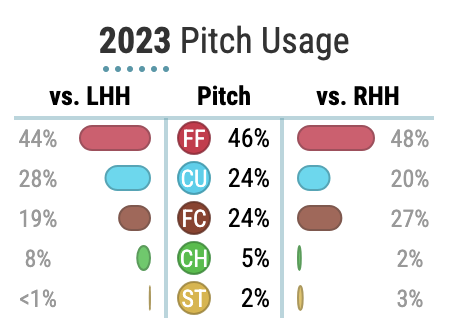 2023 Pitch Usage
vs. LHH Pitch vs. RHH
44% FF 46% 48%
28% CU 24% 20%
19% FC 24% 27%
8% CH 5% 2%
<1% ST 2% 3%